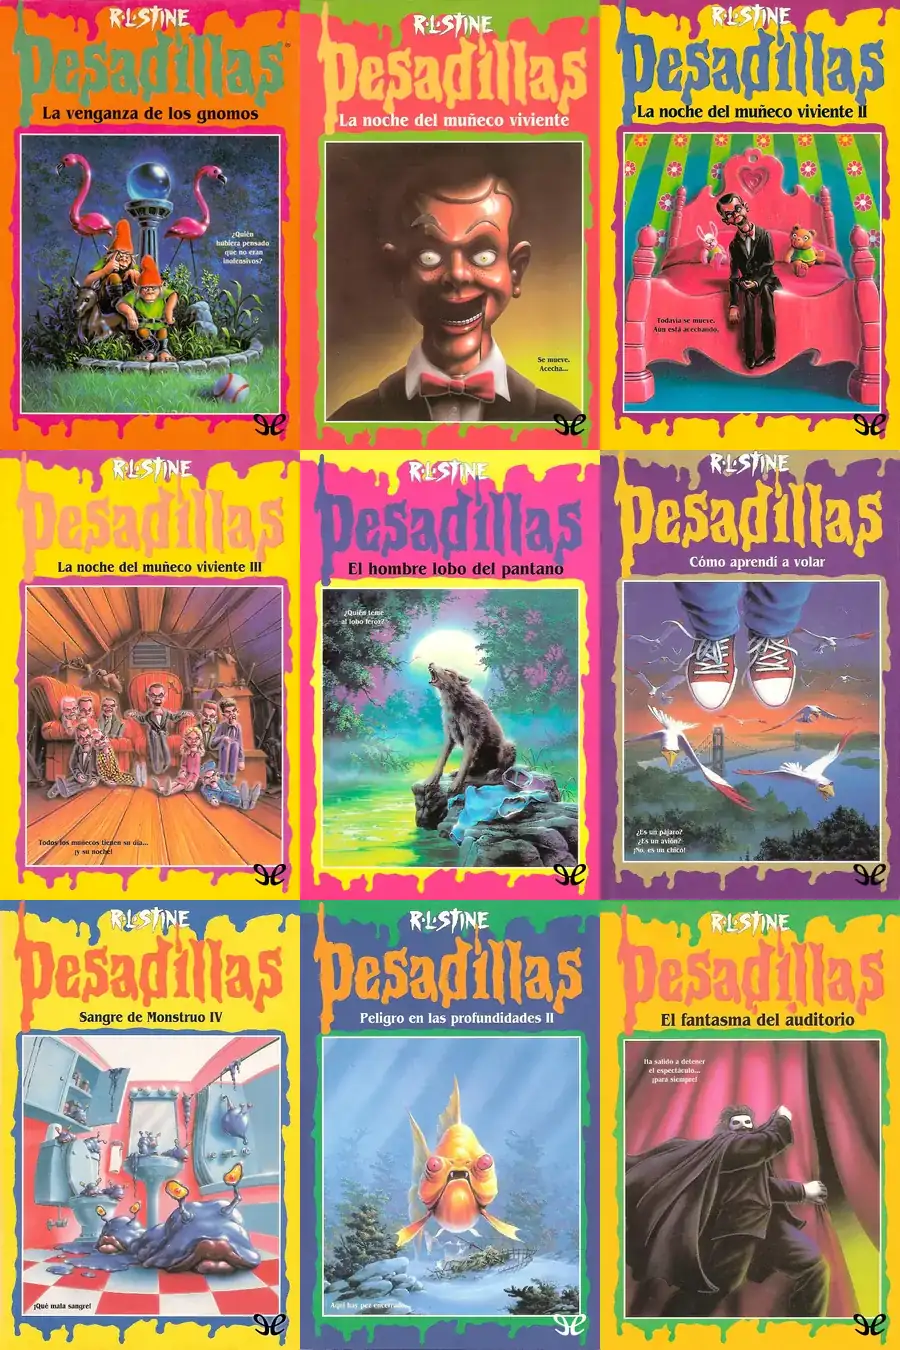 R.L.STINE
Pesadillas
La venganza de los gnomos
¿Quién
hubiera pensado
que no eran
inofensivos?
R.L.STINE
Pesadillas
La noche del muñeco viviente
Se mueve.
Acecha...
R.L.STINE
Pesadillas
La noche del muñeco viviente II
Todavía se mueve.
Aún está acechando.
R.L.STINE
Pesadillas
La noche del muñeco viviente III
Todos los muñecos tienen su día...
¡y su noche!
R.L.STINE
Pesadillas
El hombre lobo del pantano
¿Quién teme
al lobo feroz?
R.L.STINE
Pesadillas
Cómo aprendí a volar
¿Es un pájaro?
¿Es un avión?
¡No, es un chico!
R.L.STINE
Pesadillas
Sangre de Monstruo IV
¡Qué mala sangre!
R.L.STINE
Pesadillas
Peligro en las profundidades II
Aquí hay pez encerrado
R.L.STINE
Pesadillas
El fantasma del auditorio
Ha salido a detener
el espectáculo...
¡para siempre!